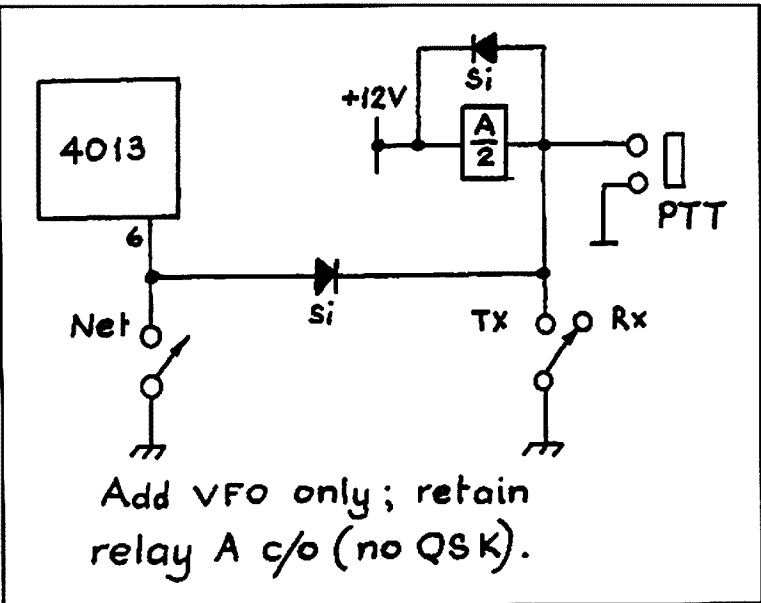 Si
+12V
A
2
4013
PTT
6
Si
Net
TX
Rx
Add VFO only; retain
relay A c/o (no QSK).